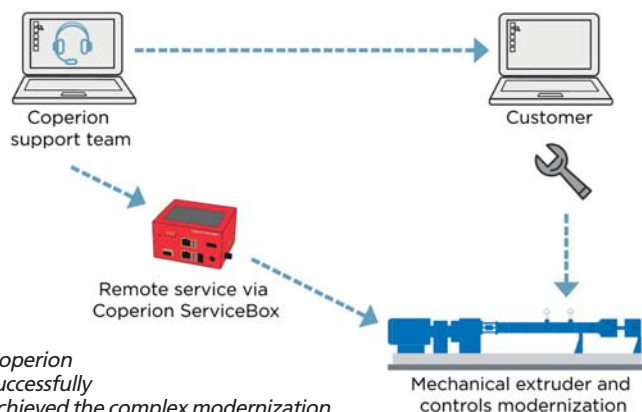 Coperion
support team
Customer
Remote service via
Coperion ServiceBox
Mechanical extruder and
controls modernization
operion
uccessfully
chieved the complex modernization